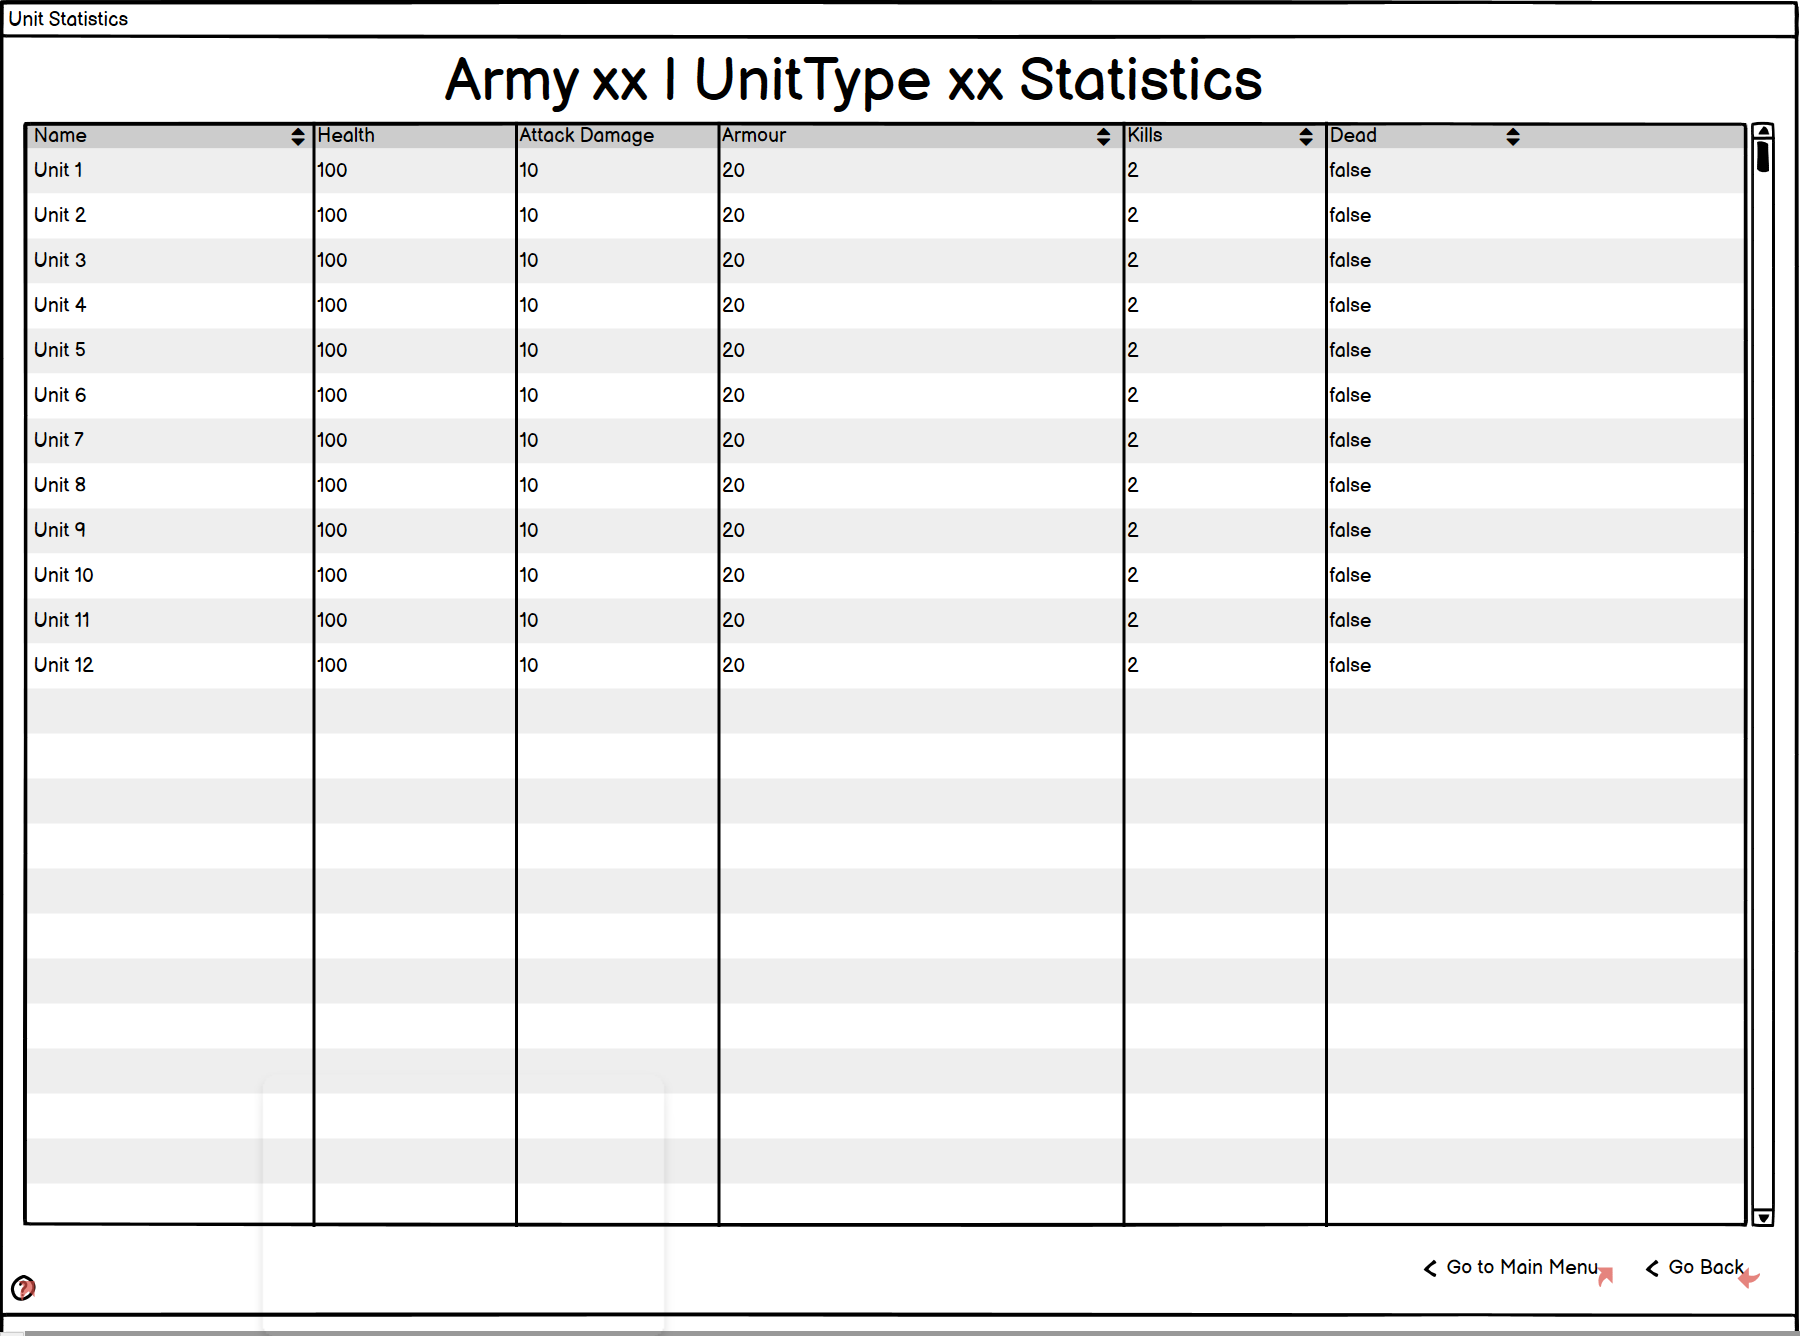 Unit Statistics
Army xx | UnitType xx Statistics
Name Health Attack Damage Armour Kills Dead
Unit 1 100 10 20 2 false
Unit 2 100 10 20 2 false
Unit 3 100 10 20 2 false
Unit 4 100 10 20 2 false
Unit 5 100 10 20 2 false
Unit 6 100 10 20 2 false
Unit 7 100 10 20 2 false
Unit 8 100 10 20 2 false
Unit 9 100 10 20 2 false
Unit 10 100 10 20 2 false
Unit 11 100 10 20 2 false
Unit 12 100 10 20 2 false
< Go to Main Menu < Go Back
?